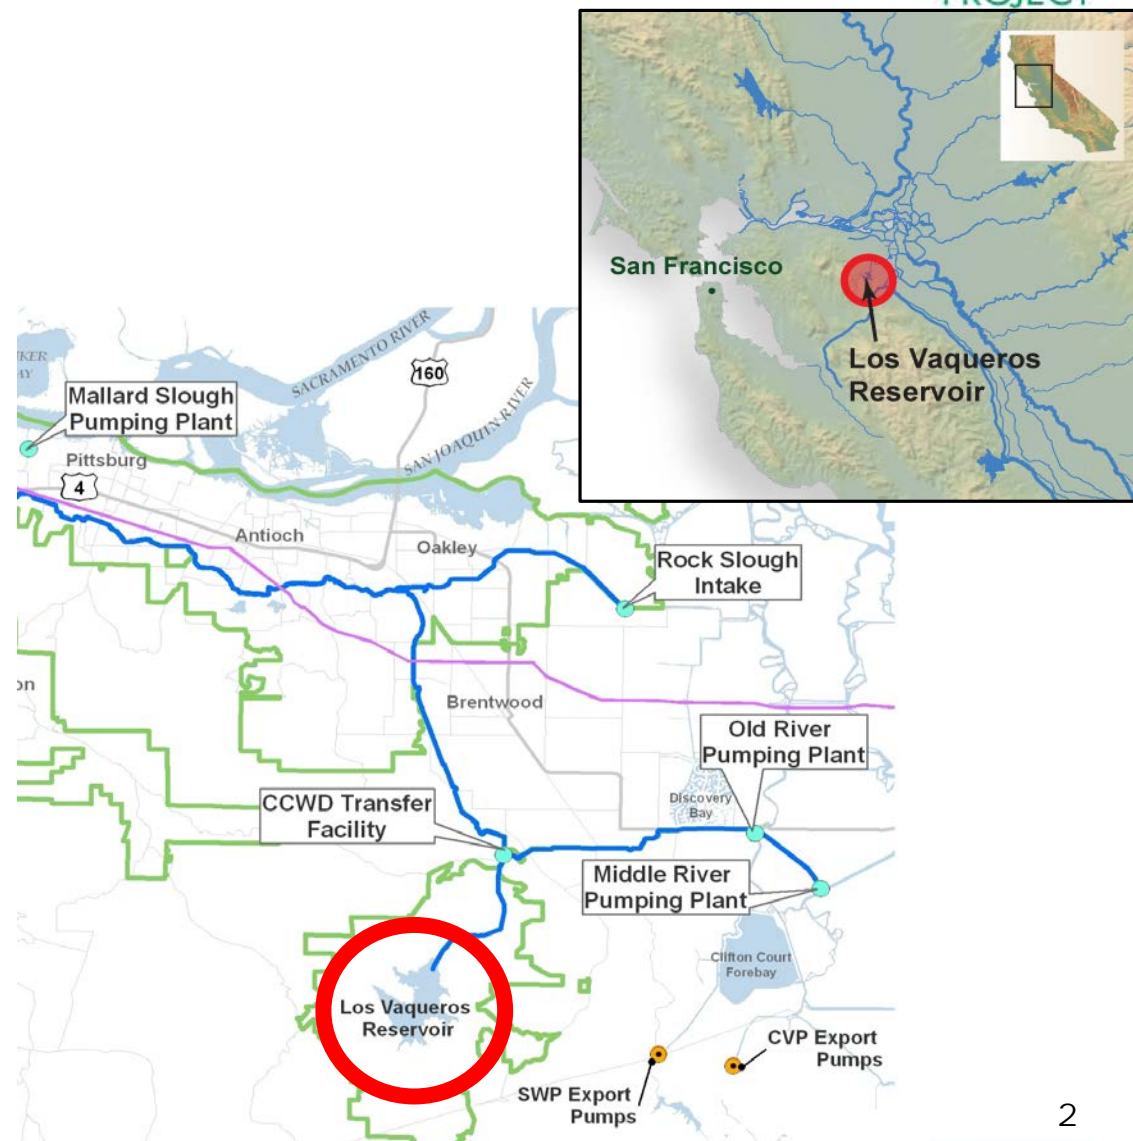 PROJECT
San Francisco
Los Vaqueros
Reservoir
SACRAMENTO RIVER
160
Mallard Slough
Pumping Plant
SAN JOAQUIN RIVER
Pittsburg
4
Antioch
Oakley
Rock Slough
Intake
Brentwood
Old River
Pumping Plant
Discovery
Bay
CCWD Transfer
Facility
Middle River
Pumping Plant
Clifton Court
Forebay
Los Vaqueros
Reservoir
CVP Export
Pumps
SWP Export
Pumps
2